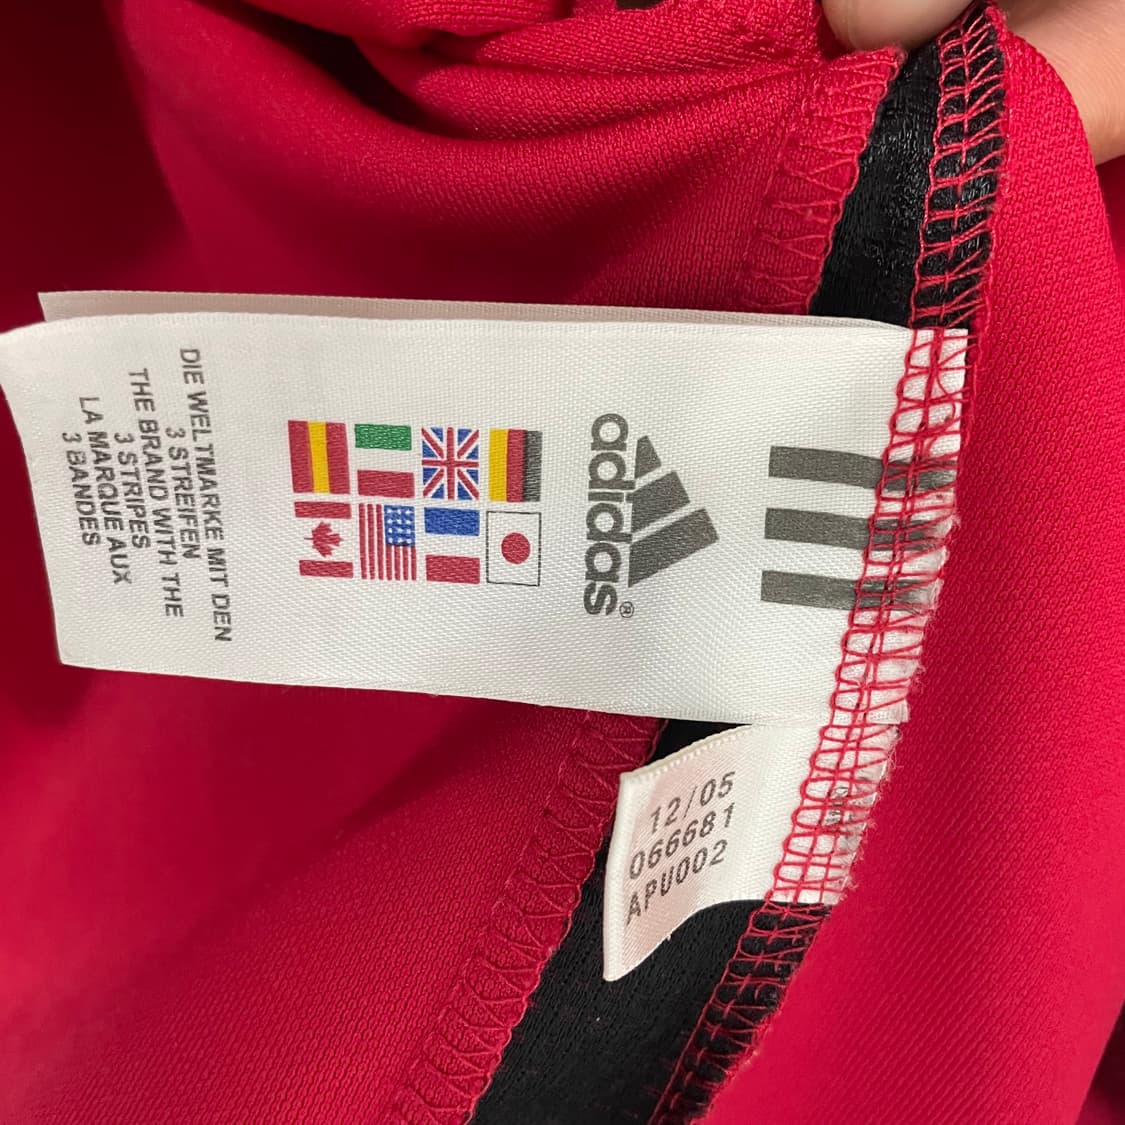 adidas®
DIE WELTMARKE MIT DEN
3 STREIFEN
THE BRAND WITH THE
3 STRIPES
LA MARQUE AUX
3 BANDES
12/05
066681
APU002